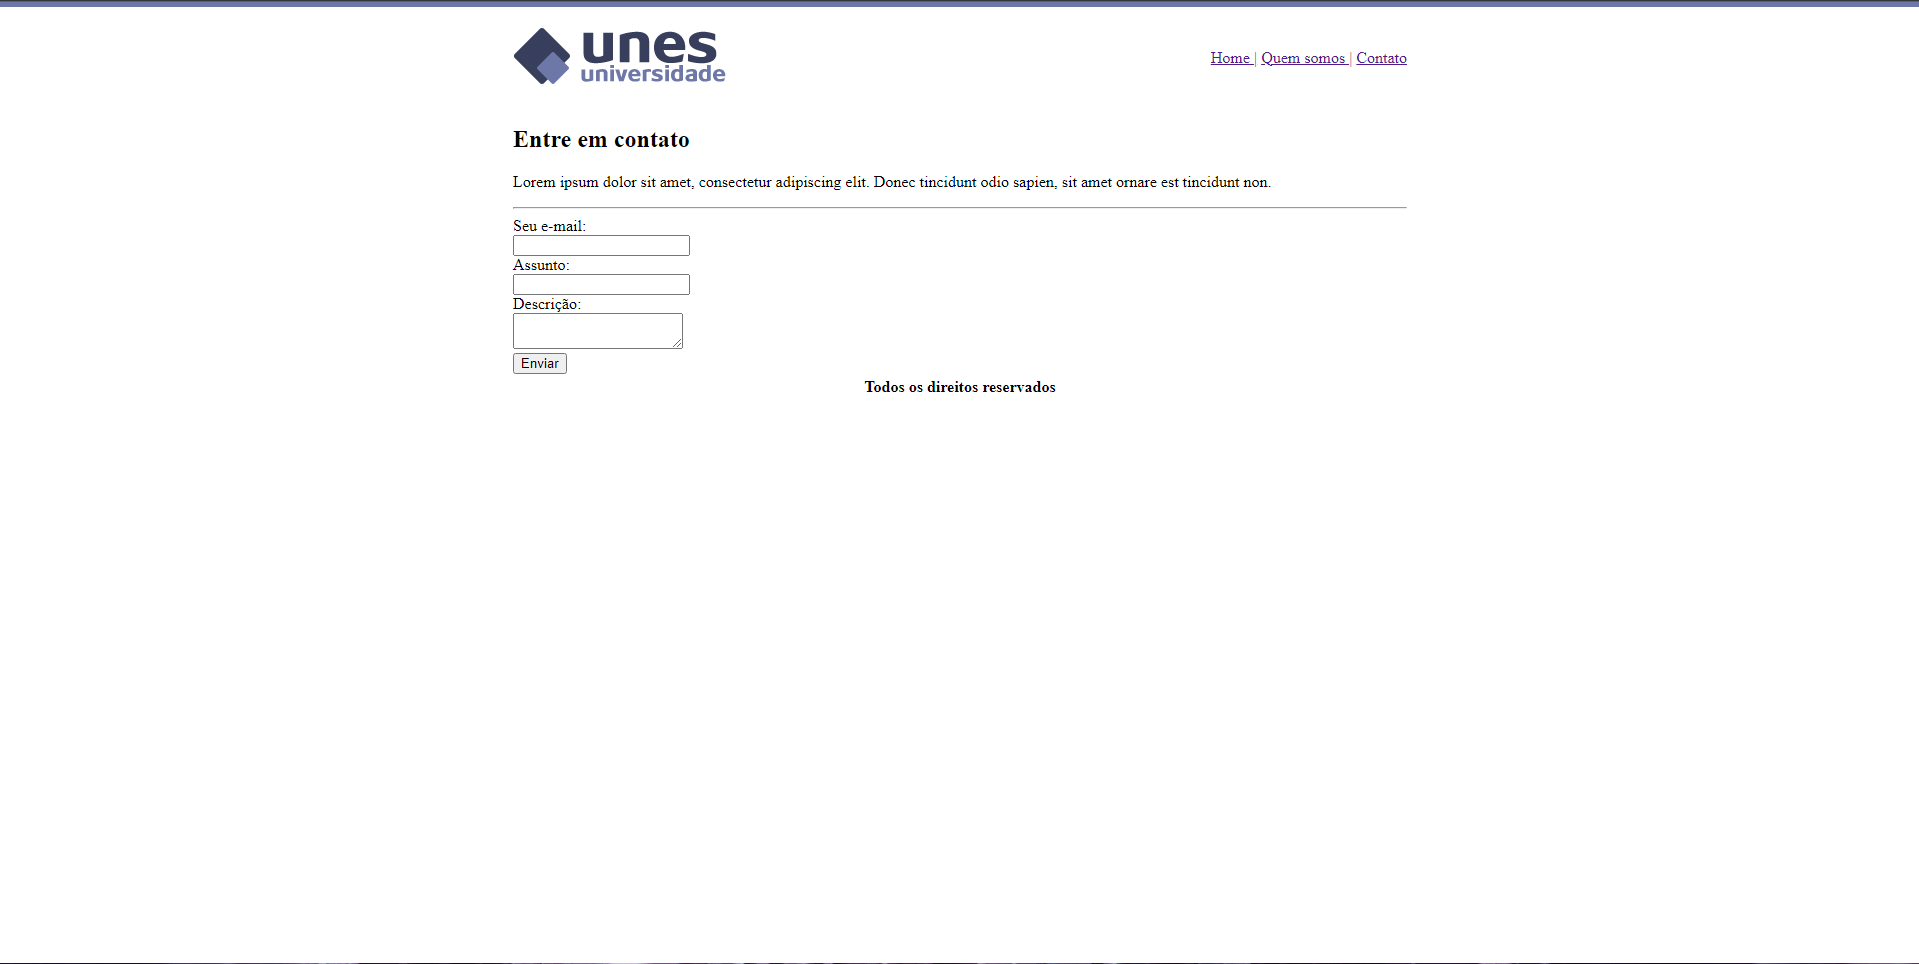 unes
universidade
Home | Quem somos | Contato
Entre em contato
Lorem ipsum dolor sit amet, consectetur adipiscing elit. Donec tincidunt odio sapien, sit amet ornare est tincidunt non.
Seu e-mail:
Assunto:
Descrição:
Enviar
Todos os direitos reservados